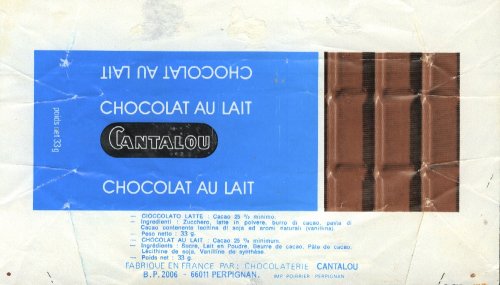 CHOCOLAT AU LAIT
poids net 33 g
CHOCOLAT AU LAIT
CANTALOU
CHOCOLAT AU LAIT
— CIOCCOLATO LATTE : Cacao 25 % minimo.
— Ingredienti : Zucchero, latte in polvere, burro di cacao, pasta di
Cacao contenente lecitina di soja ed aromi naturali (vanillina)
— Peso netto : 33 g.
— CHOCOLAT AU LAIT : Cacao 25 % minimum.
— Ingrédients : Sucre, Lait en Poudre, Beurre de cacao, Pâte de cacao,
Lécithine de soja, Vanilline de synthèse.
— Poids net : 33 g.
FABRIQUE EN FRANCE PAR : CHOCOLATERIE CANTALOU
B.P. 2006 - 66011 PERPIGNAN. IMP. POIRRIER PERPIGNAN